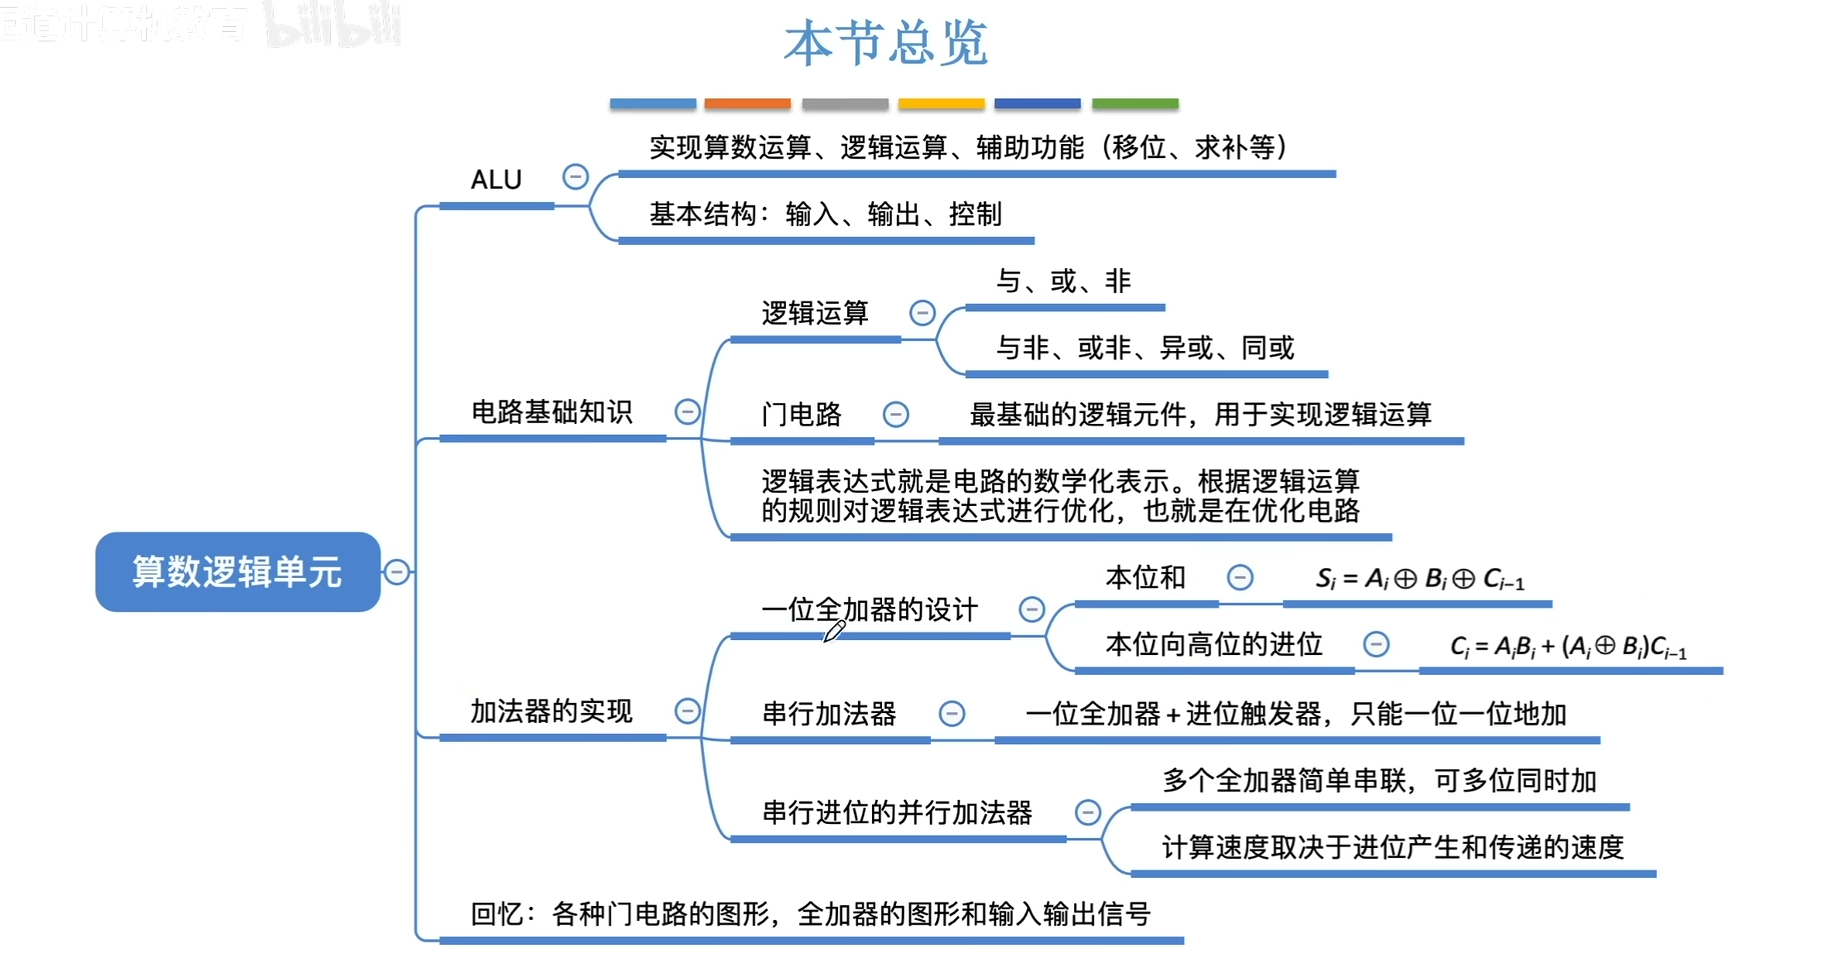 王道计算机教育 bilibili
本节总览
实现算数运算、逻辑运算、辅助功能（移位、求补等）
ALU
基本结构：输入、输出、控制
与、或、非
逻辑运算
与非、或非、异或、同或
电路基础知识
门电路
最基础的逻辑元件，用于实现逻辑运算
逻辑表达式就是电路的数学化表示。根据逻辑运算
的规则对逻辑表达式进行优化，也就是在优化电路
算数逻辑单元
本位和
Sᵢ = Aᵢ⊕ Bᵢ⊕ Cᵢ₋₁
一位全加器的设计
本位向高位的进位
Cᵢ = AᵢBᵢ + (Aᵢ⊕ Bᵢ)Cᵢ₋₁
加法器的实现
串行加法器
一位全加器 + 进位触发器，只能一位一位地加
多个全加器简单串联，可多位同时加
串行进位的并行加法器
计算速度取决于进位产生和传递的速度
回忆：各种门电路的图形，全加器的图形和输入输出信号